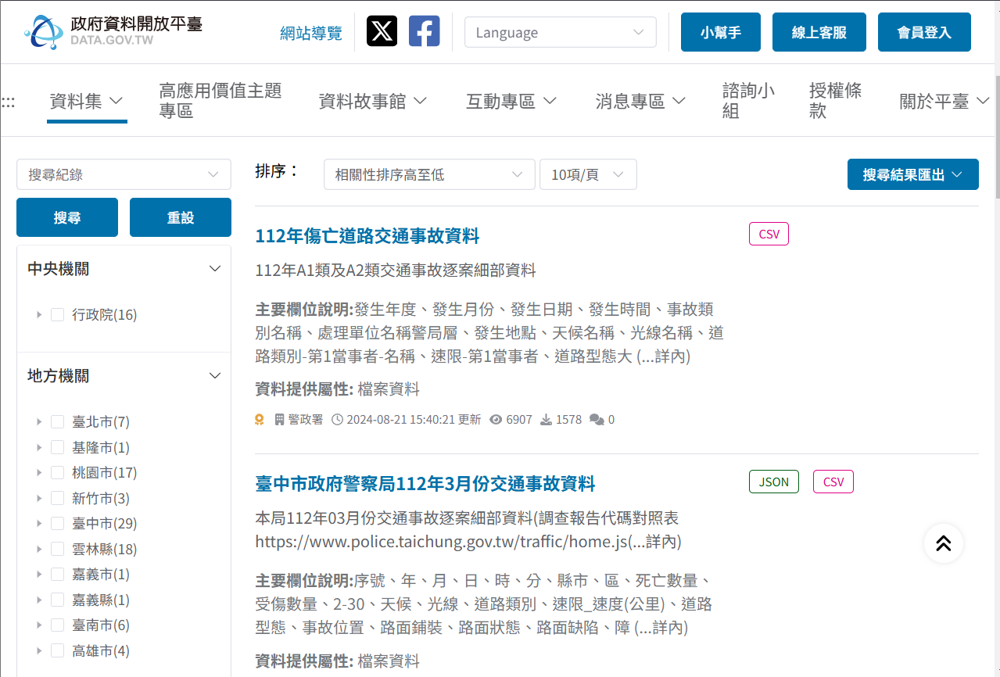 政府資料開放平臺
DATA.GOV.TW
網站導覽
Language
小幫手
線上客服
會員登入
:::
資料集
高應用價值主題
專區
資料故事館
互動專區
消息專區
諮詢小
組
授權條
款
關於平臺
搜尋紀錄
搜尋
重設
中央機關
行政院(16)
地方機關
臺北市(7)
基隆市(1)
桃園市(17)
新竹市(3)
臺中市(29)
雲林縣(18)
嘉義市(1)
嘉義縣(1)
臺南市(6)
高雄市(4)
排序：
相關性排序高至低
10項/頁
搜尋結果匯出
112年傷亡道路交通事故資料
CSV
112年A1類及A2類交通事故逐案細部資料
主要欄位說明:發生年度、發生月份、發生日期、發生時間、事故類
別名稱、處理單位名稱警局層、發生地點、天候名稱、光線名稱、道
路類別-第1當事者-名稱、速限-第1當事者、道路型態大 (...詳內)
資料提供屬性: 檔案資料
警政署 2024-08-21 15:40:21 更新 6907 1578 0
臺中市政府警察局112年3月份交通事故資料
JSON CSV
本局112年03月份交通事故逐案細部資料(調查報告代碼對照表
https://www.police.taichung.gov.tw/traffic/home.js(...詳內)
主要欄位說明:序號、年、月、日、時、分、縣市、區、死亡數量、
受傷數量、2-30、天候、光線、道路類別、速限_速度(公里)、道路
型態、事故位置、路面鋪裝、路面狀態、路面缺陷、障 (...詳內)
資料提供屬性: 檔案資料